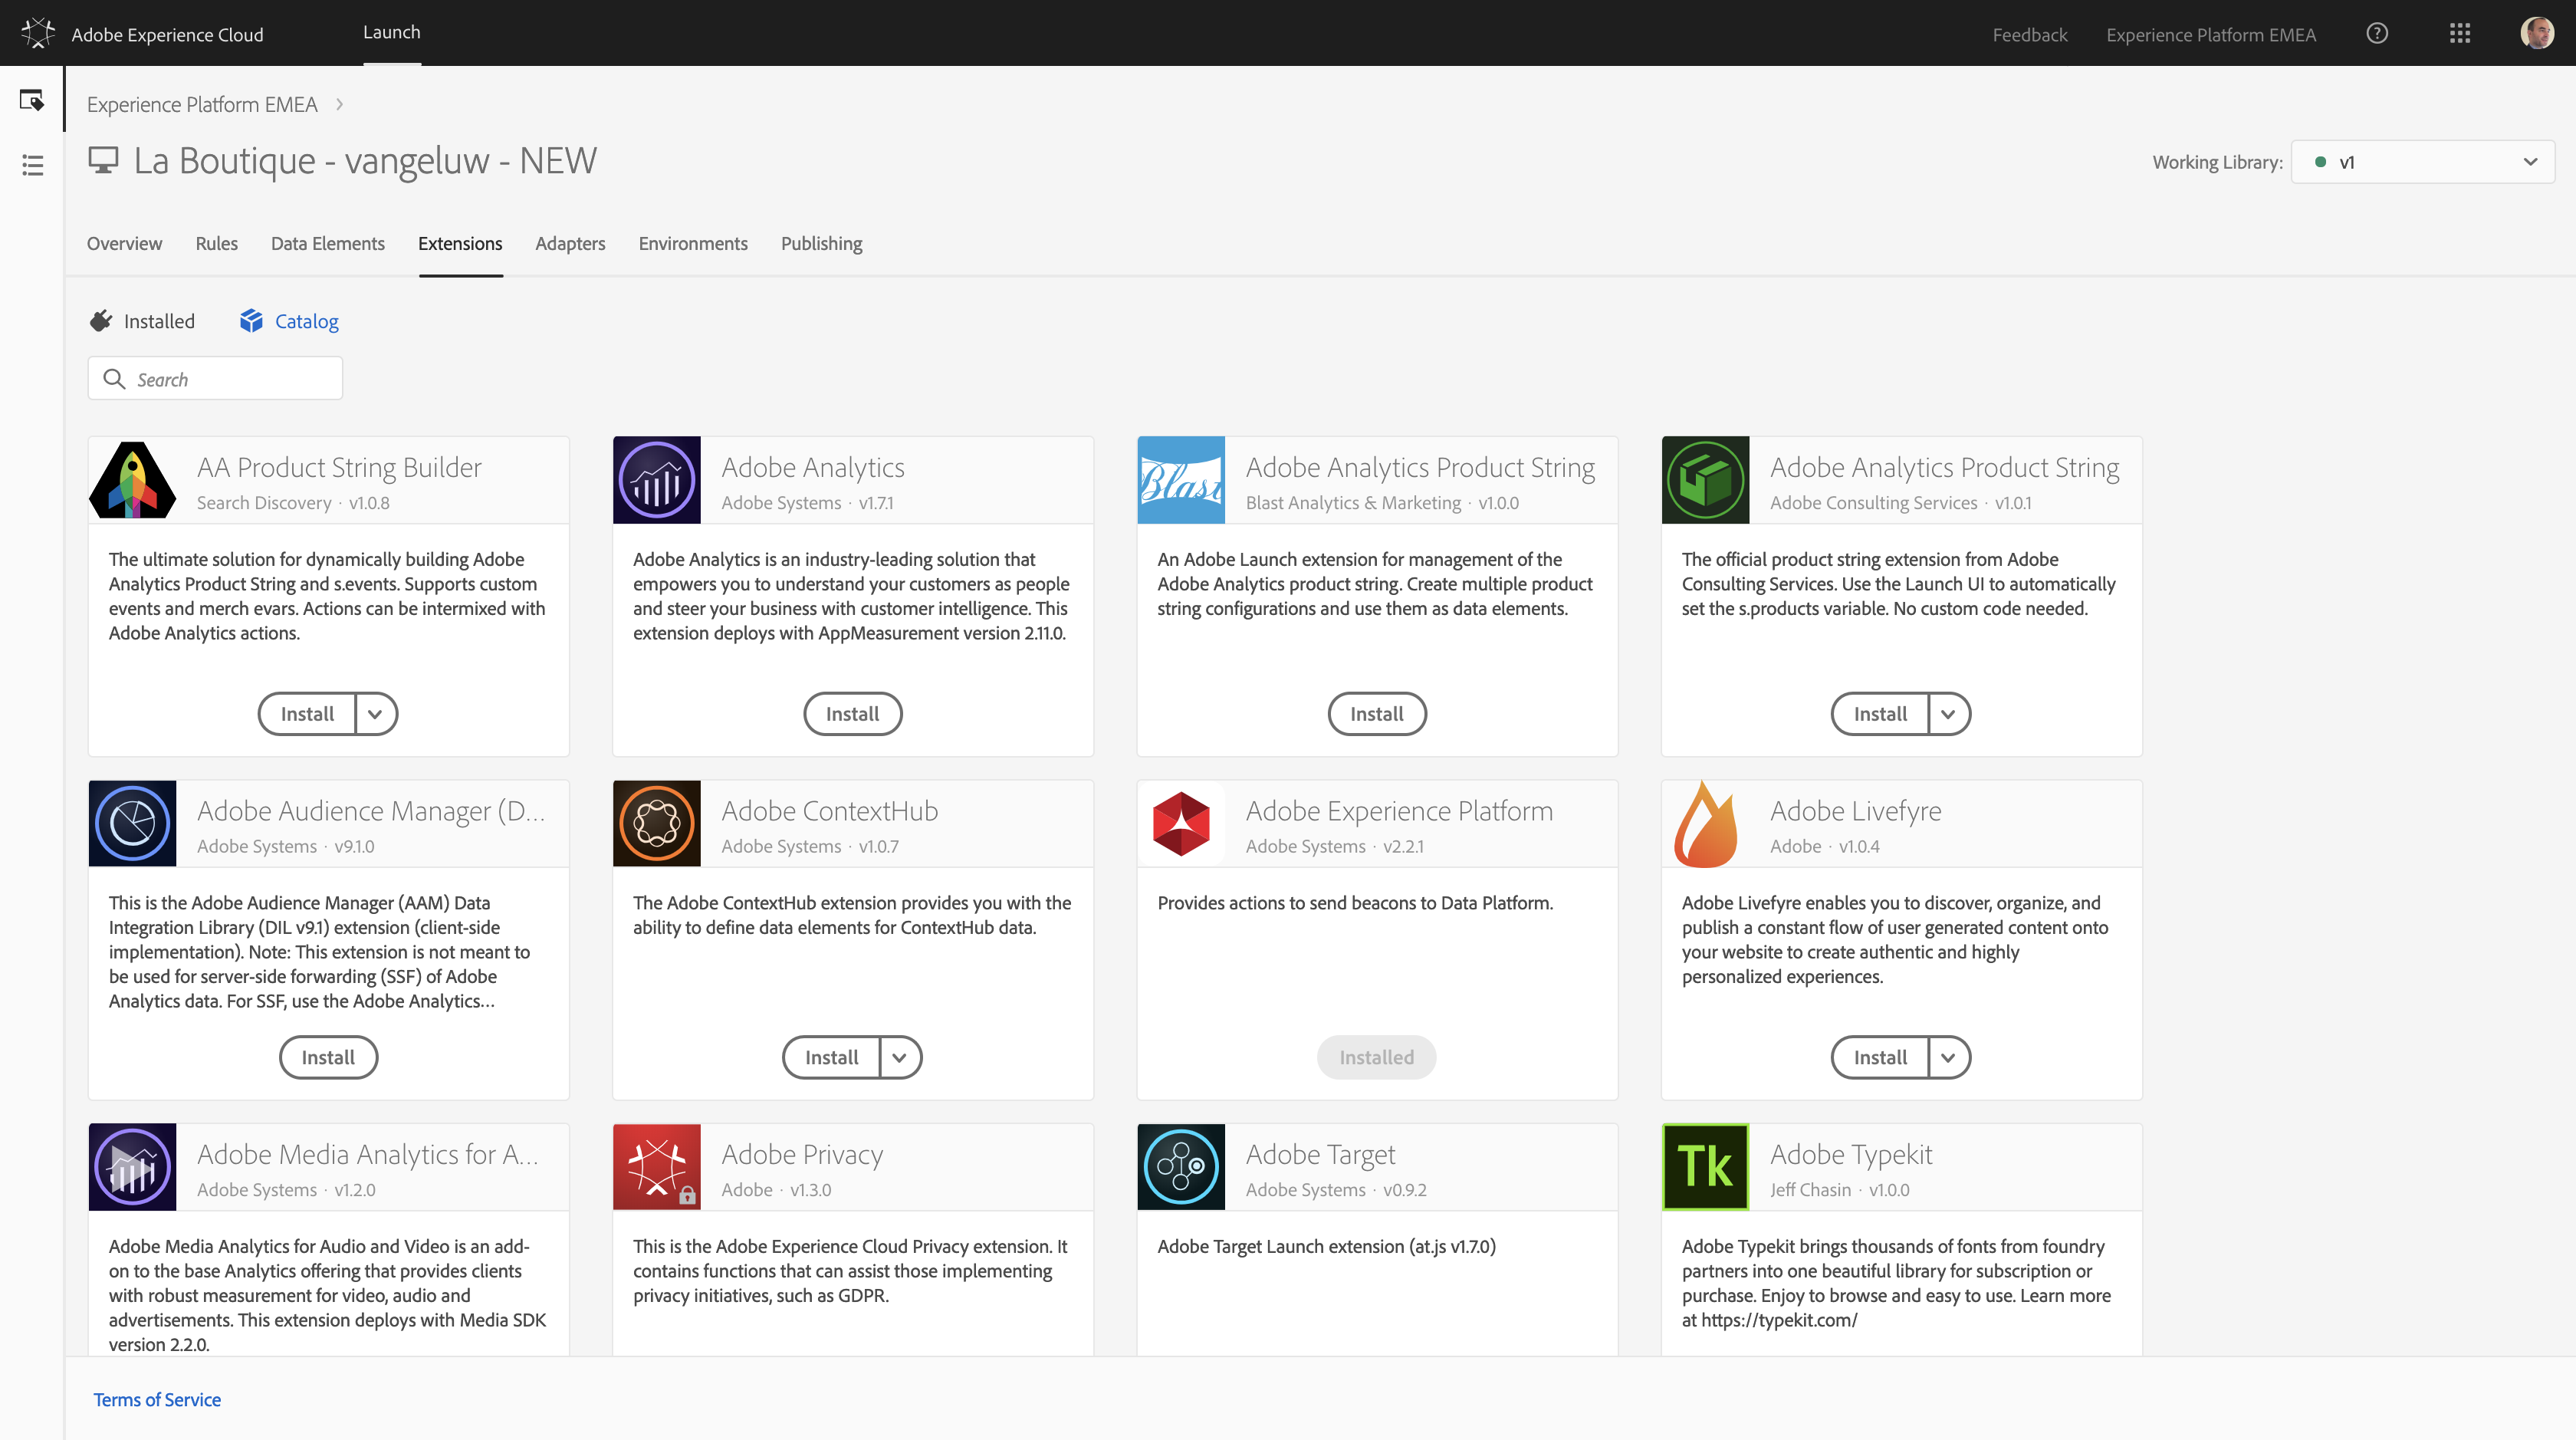 Adobe Experience Cloud
Launch
Feedback
Experience Platform EMEA
Experience Platform EMEA
La Boutique - vangeluw - NEW
Working Library:
v1
Overview
Rules
Data Elements
Extensions
Adapters
Environments
Publishing
Installed
Catalog
Search
AA Product String Builder
Search Discovery · v1.0.8
The ultimate solution for dynamically building Adobe
Analytics Product String and s.events. Supports custom
events and merch evars. Actions can be intermixed with
Adobe Analytics actions.
Install
Adobe Analytics
Adobe Systems · v1.7.1
Adobe Analytics is an industry-leading solution that
empowers you to understand your customers as people
and steer your business with customer intelligence. This
extension deploys with AppMeasurement version 2.11.0.
Install
Blast
Adobe Analytics Product String
Blast Analytics & Marketing · v1.0.0
An Adobe Launch extension for management of the
Adobe Analytics product string. Create multiple product
string configurations and use them as data elements.
Install
Adobe Analytics Product String
Adobe Consulting Services · v1.0.1
The official product string extension from Adobe
Consulting Services. Use the Launch UI to automatically
set the s.products variable. No custom code needed.
Install
Adobe Audience Manager (D...
Adobe Systems · v9.1.0
This is the Adobe Audience Manager (AAM) Data
Integration Library (DIL v9.1) extension (client-side
implementation). Note: This extension is not meant to
be used for server-side forwarding (SSF) of Adobe
Analytics data. For SSF, use the Adobe Analytics...
Install
Adobe ContextHub
Adobe Systems · v1.0.7
The Adobe ContextHub extension provides you with the
ability to define data elements for ContextHub data.
Install
Adobe Experience Platform
Adobe Systems · v2.2.1
Provides actions to send beacons to Data Platform.
Installed
Adobe Livefyre
Adobe · v1.0.4
Adobe Livefyre enables you to discover, organize, and
publish a constant flow of user generated content onto
your website to create authentic and highly
personalized experiences.
Install
Adobe Media Analytics for A...
Adobe Systems · v1.2.0
Adobe Media Analytics for Audio and Video is an add-
on to the base Analytics offering that provides clients
with robust measurement for video, audio and
advertisements. This extension deploys with Media SDK
version 2.2.0.
Adobe Privacy
Adobe · v1.3.0
This is the Adobe Experience Cloud Privacy extension. It
contains functions that can assist those implementing
privacy initiatives, such as GDPR.
Adobe Target
Adobe Systems · v0.9.2
Adobe Target Launch extension (at.js v1.7.0)
Tk
Adobe Typekit
Jeff Chasin · v1.0.0
Adobe Typekit brings thousands of fonts from foundry
partners into one beautiful library for subscription or
purchase. Enjoy to browse and easy to use. Learn more
at https://typekit.com/
Terms of Service